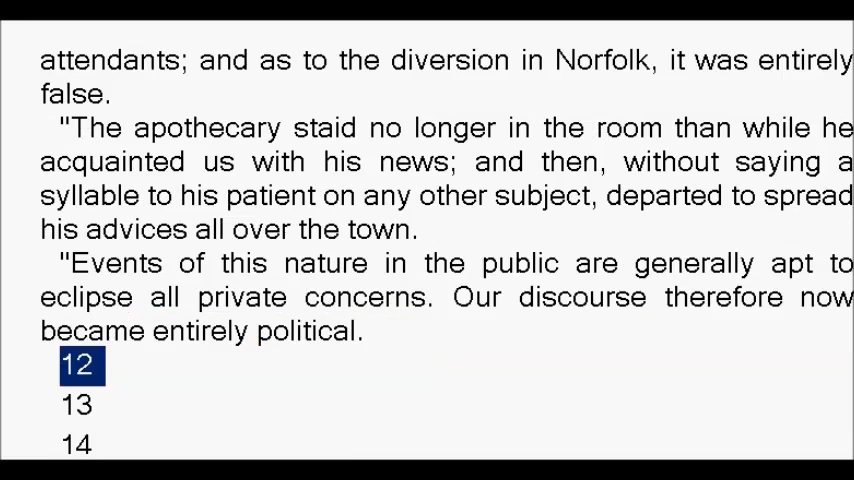 attendants; and as to the diversion in Norfolk, it was entirely
false.
"The apothecary staid no longer in the room than while he
acquainted us with his news; and then, without saying a
syllable to his patient on any other subject, departed to spread
his advices all over the town.
"Events of this nature in the public are generally apt to
eclipse all private concerns. Our discourse therefore now
became entirely political.
12
13
14